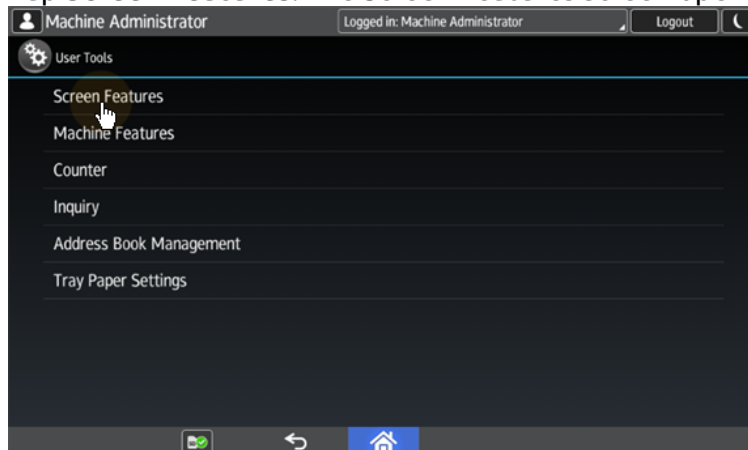 Machine Administrator
Logged in: Machine Administrator
Logout
User Tools
Screen Features
Machine Features
Counter
Inquiry
Address Book Management
Tray Paper Settings